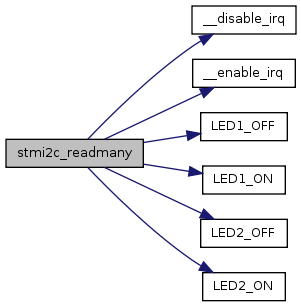 __disable_irq
__enable_irq
LED1_OFF
stmi2c_readmany
LED1_ON
LED2_OFF
LED2_ON